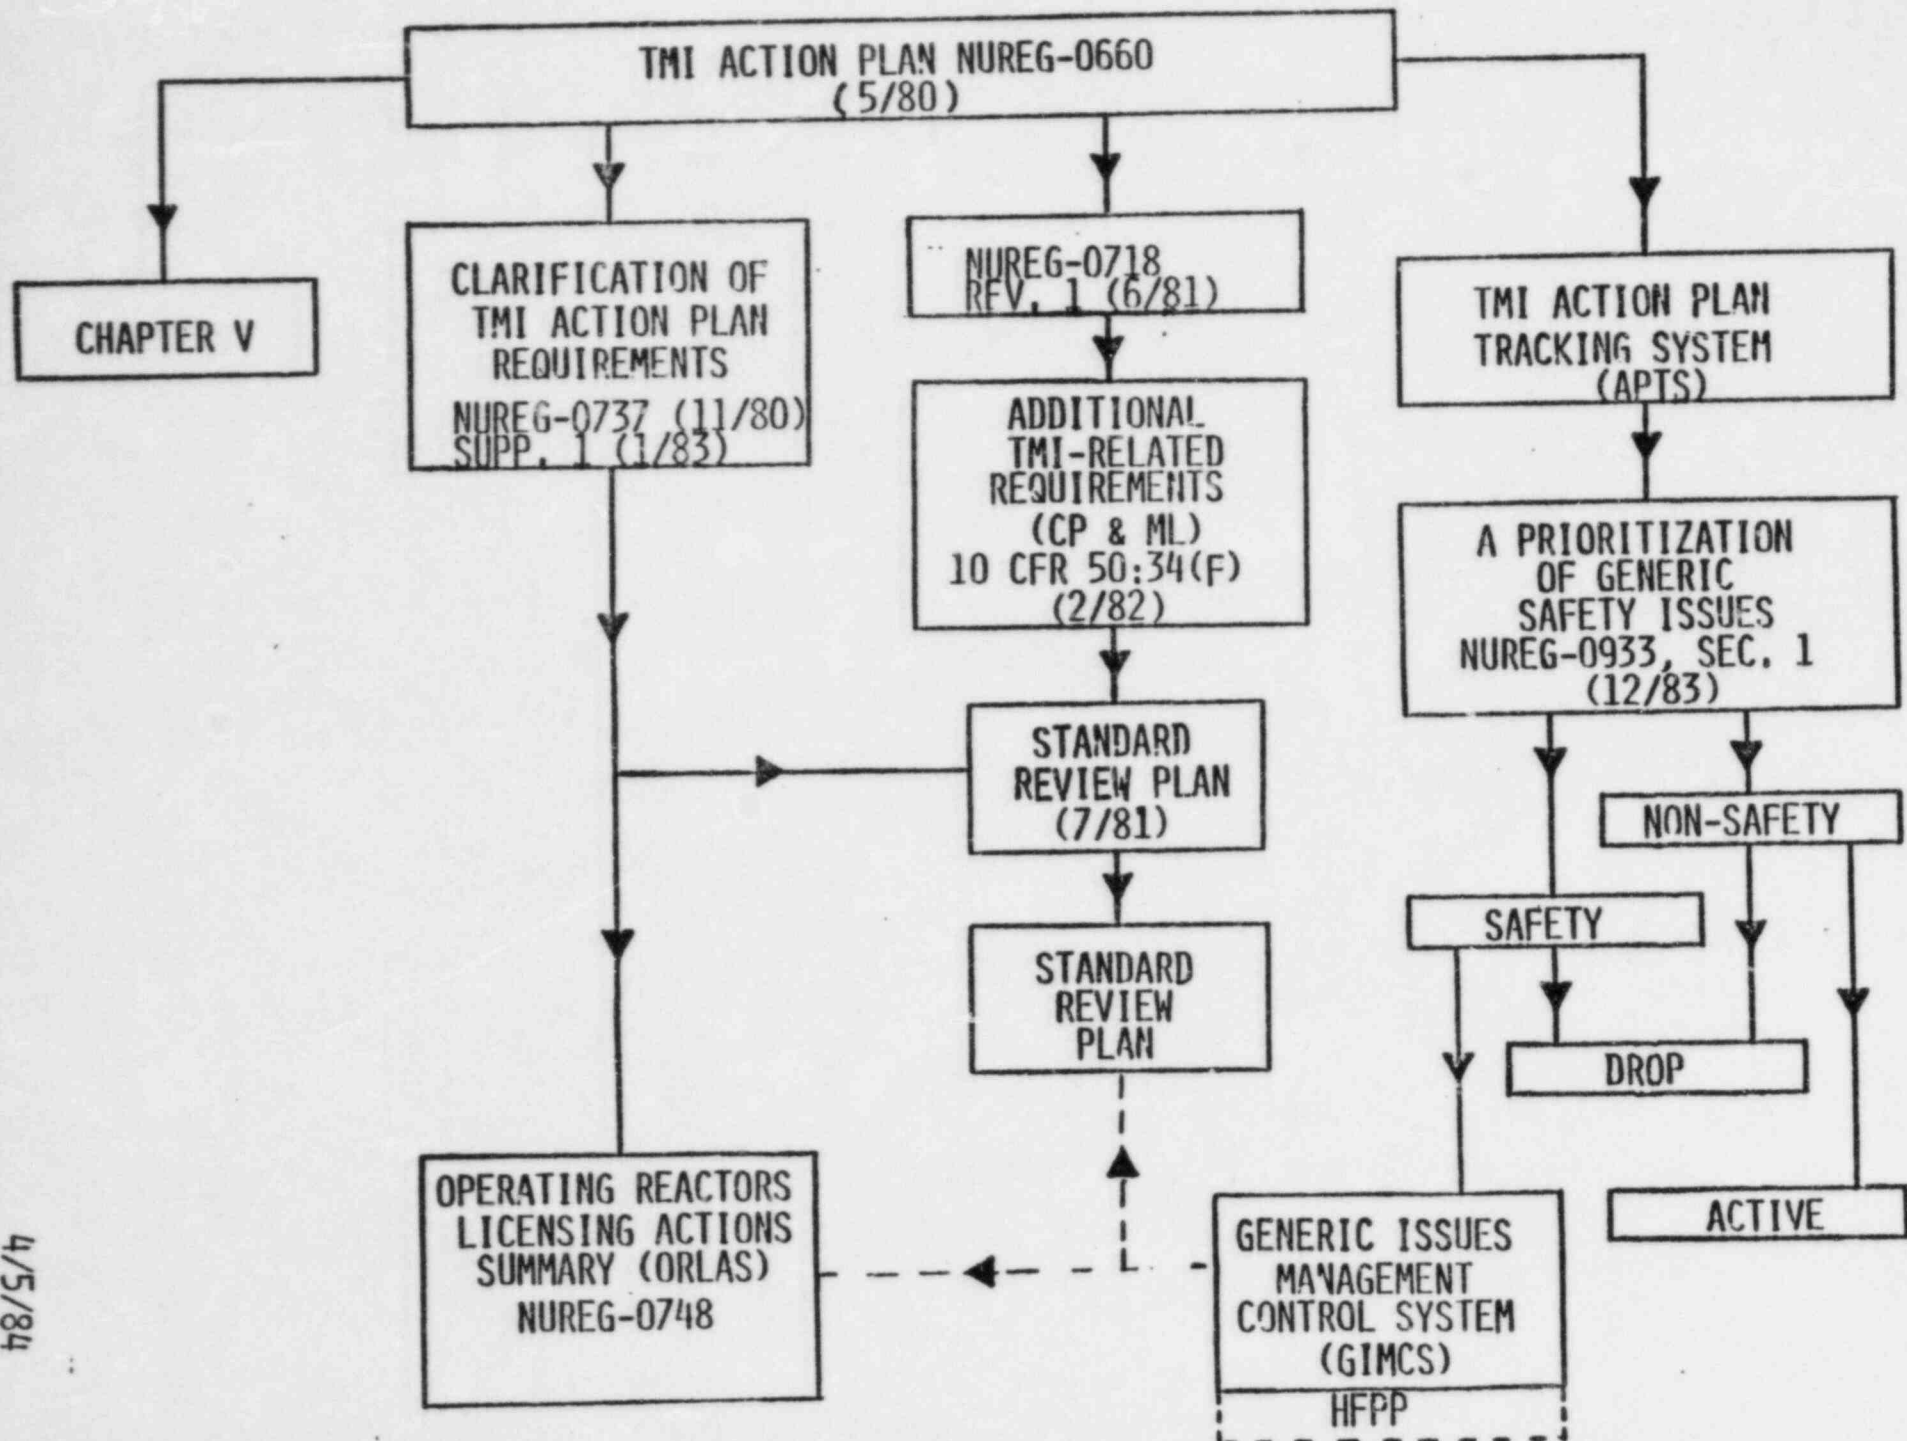 TMI ACTION PLAN NUREG-0660
(5/80)
CHAPTER V
CLARIFICATION OF
TMI ACTION PLAN
REQUIREMENTS
NUREG-0737 (11/80)
SUPP. 1 (1/83)
NUREG-0718
REV. 1 (6/81)
ADDITIONAL
TMI-RELATED
REQUIREMENTS
(CP & ML)
10 CFR 50:34(F)
(2/82)
TMI ACTION PLAN
TRACKING SYSTEM
(APTS)
A PRIORITIZATION
OF GENERIC
SAFETY ISSUES
NUREG-0933, SEC. 1
(12/83)
STANDARD
REVIEW PLAN
(7/81)
NON-SAFETY
SAFETY
STANDARD
REVIEW
PLAN
DROP
ACTIVE
OPERATING REACTORS
LICENSING ACTIONS
SUMMARY (ORLAS)
NUREG-0748
GENERIC ISSUES
MANAGEMENT
CONTROL SYSTEM
(GIMCS)
HFPP
4/5/84